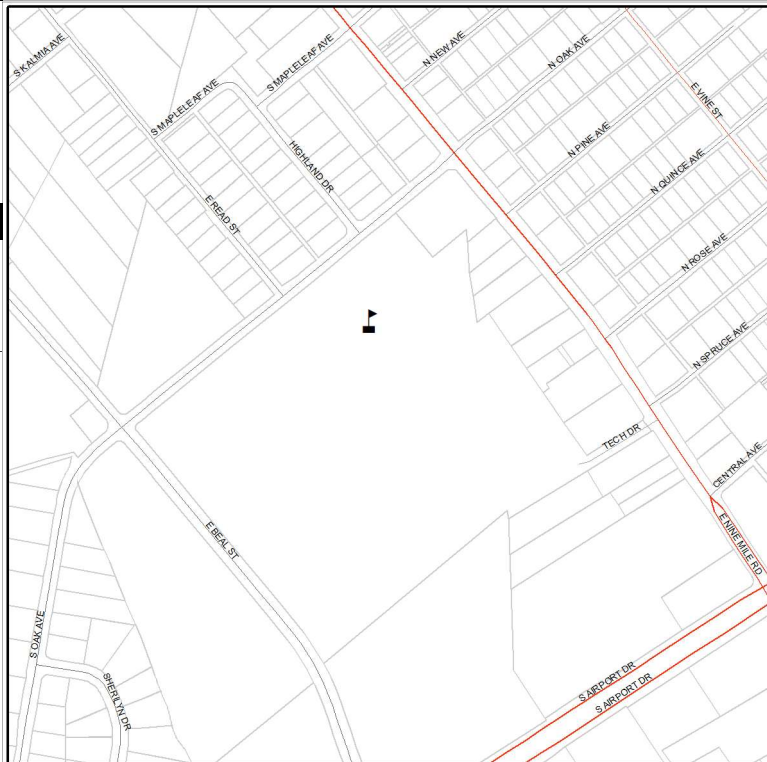 S KALMIA AVE
S MAPLELEAF AVE
S MAPLELEAF AVE
N NEW AVE
N OAK AVE
E VINE ST
N PINE AVE
HIGHLAND DR
N QUINCE AVE
E READ ST
N ROSE AVE
N SPRUCE AVE
TECH DR
CENTRAL AVE
E BEAL ST
E NINE MILE RD
S OAK AVE
SHERILYN DR
S AIRPORT DR
S AIRPORT DR